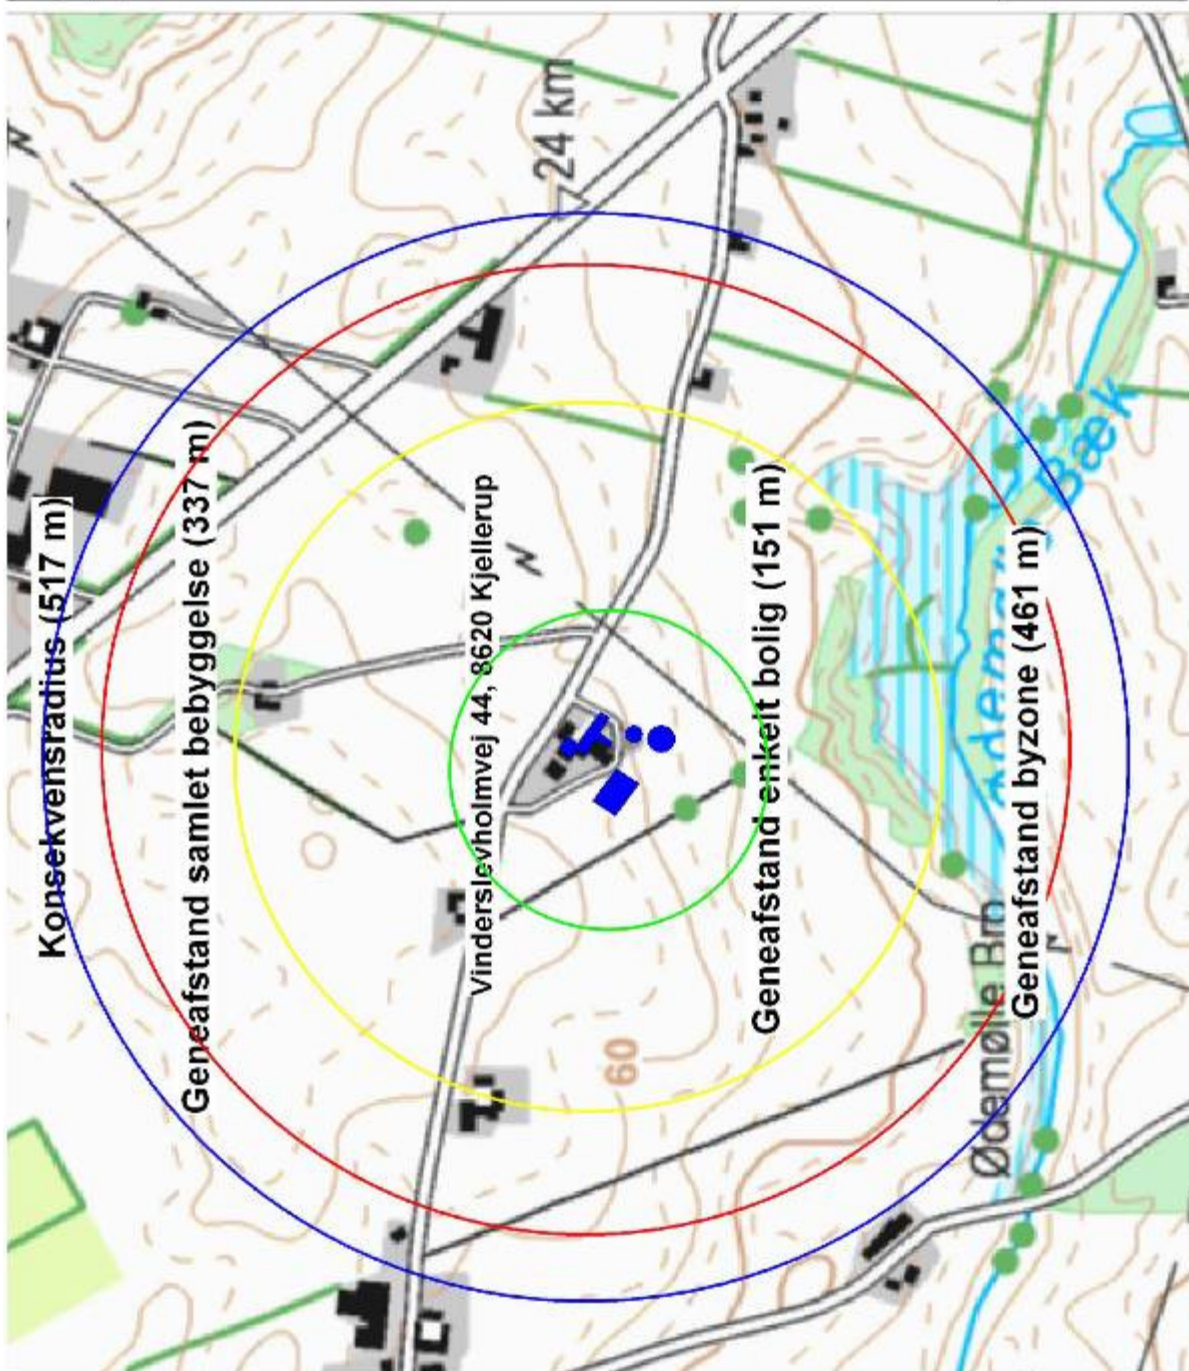 Konsekvensradius (517 m)
Geneafstand samlet bebyggelse (337 m)
Vinderslevholmvej 44, 8620 Kjellerup
24 km
Geneafstand enkelt bolig (151 m)
60
Ødemølle Brn
Geneafstand byzone (461 m)
Bæk